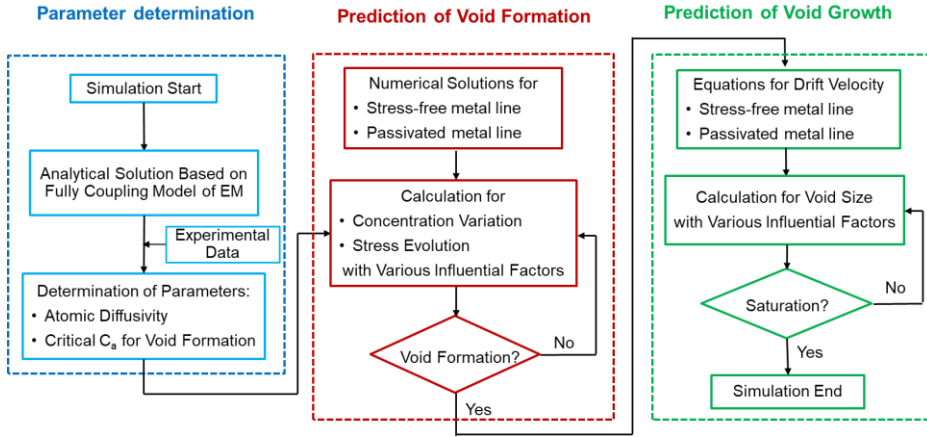 Parameter determination
Simulation Start
Analytical Solution Based on
Fully Coupling Model of EM
Experimental
Data
Determination of Parameters:
• Atomic Diffusivity
• Critical Cₐ for Void Formation
Prediction of Void Formation
Numerical Solutions for
• Stress-free metal line
• Passivated metal line
Calculation for
• Concentration Variation
• Stress Evolution
with Various Influential Factors
Void Formation?
No
Yes
Prediction of Void Growth
Equations for Drift Velocity
• Stress-free metal line
• Passivated metal line
Calculation for Void Size
with Various Influential Factors
Saturation?
No
Yes
Simulation End